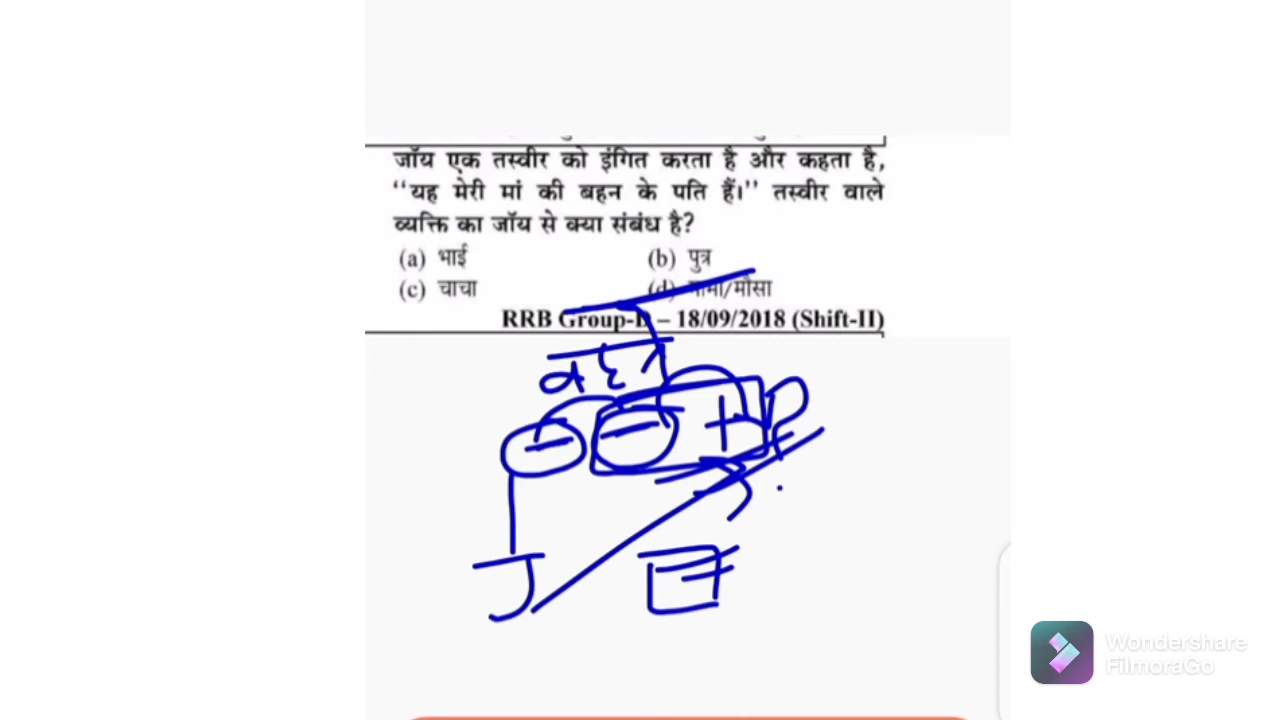 जॉय एक तस्वीर को इंगित करता है और कहता है,
“यह मेरी मां की बहन के पति हैं।” तस्वीर वाले
व्यक्ति का जॉय से क्या संबंध है?
(a) भाई (b) पुत्र
(c) चाचा (d) मामा/मौसा
RRB Group-D – 18/09/2018 (Shift-II)
J
P
Wondershare
FilmoraGo